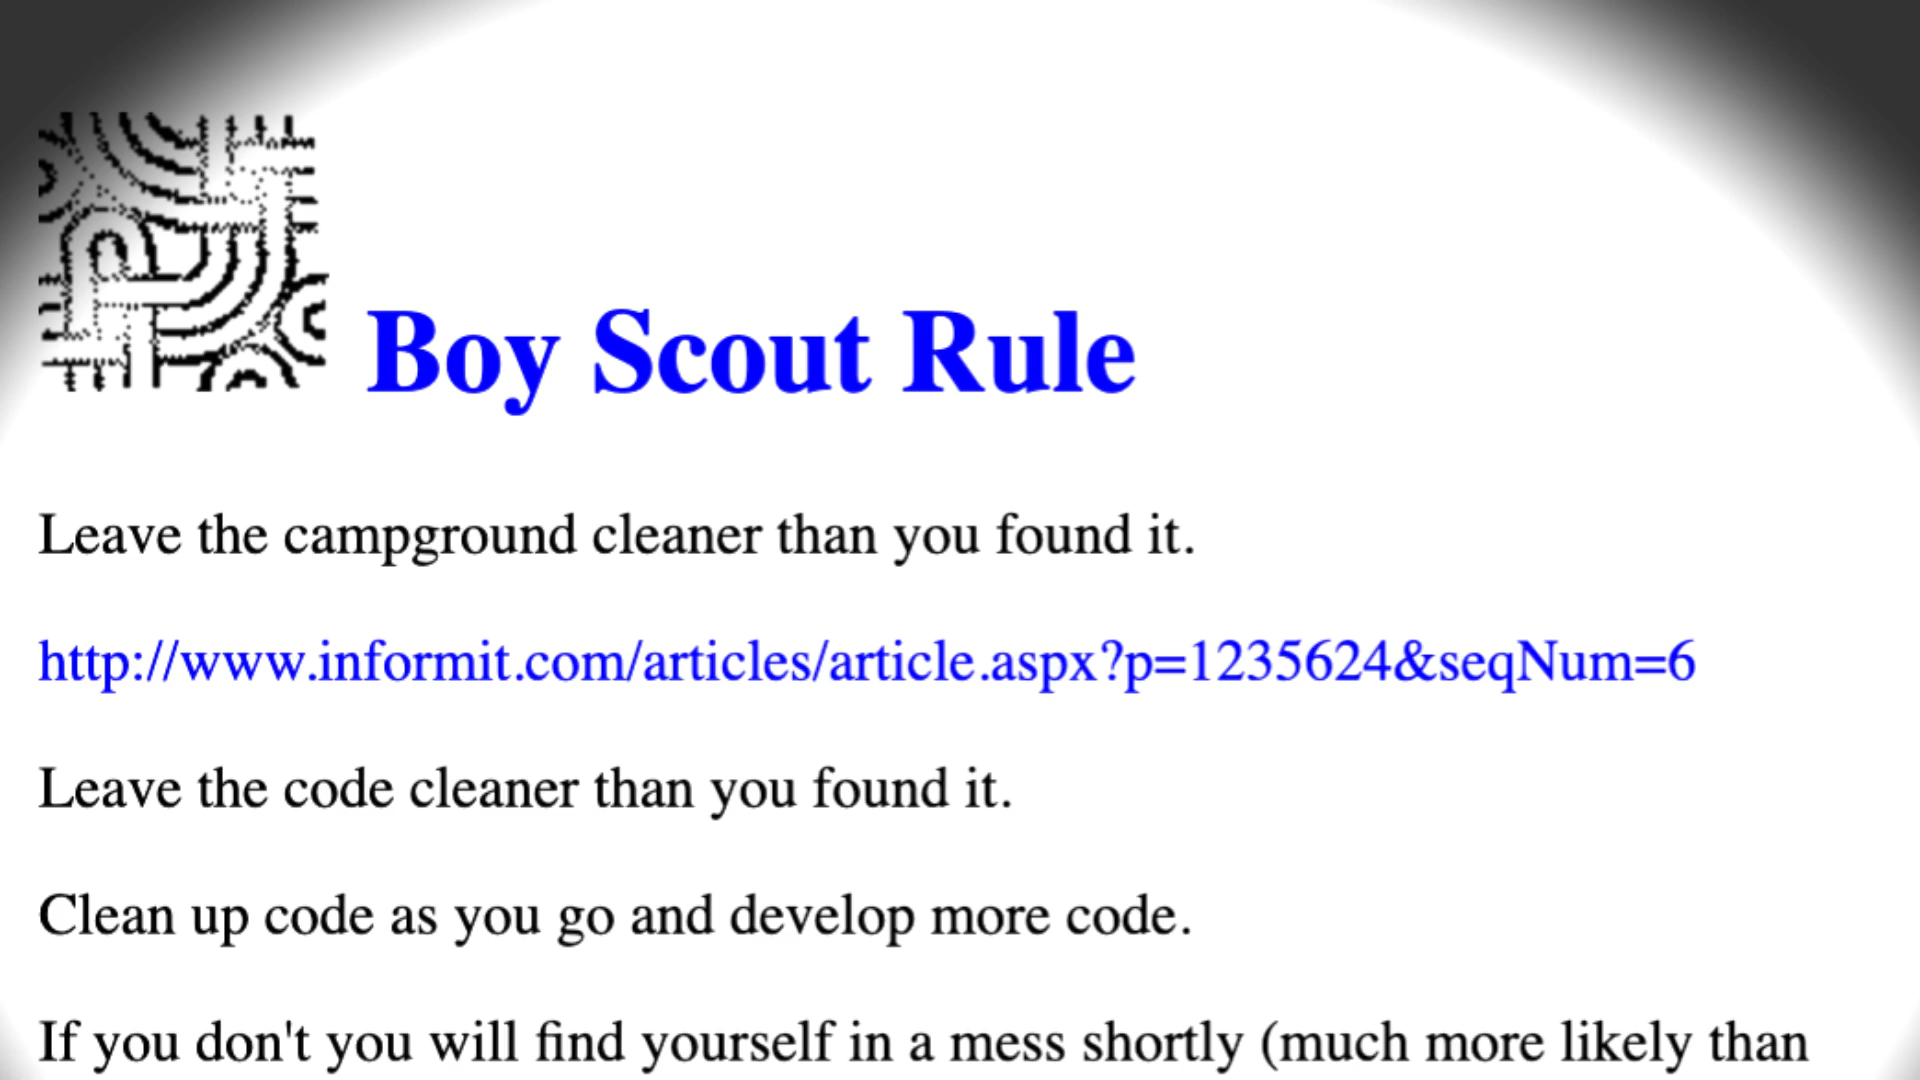 Boy Scout Rule
Leave the campground cleaner than you found it.
http://www.informit.com/articles/article.aspx?p=1235624&seqNum=6
Leave the code cleaner than you found it.
Clean up code as you go and develop more code.
If you don't you will find yourself in a mess shortly (much more likely than